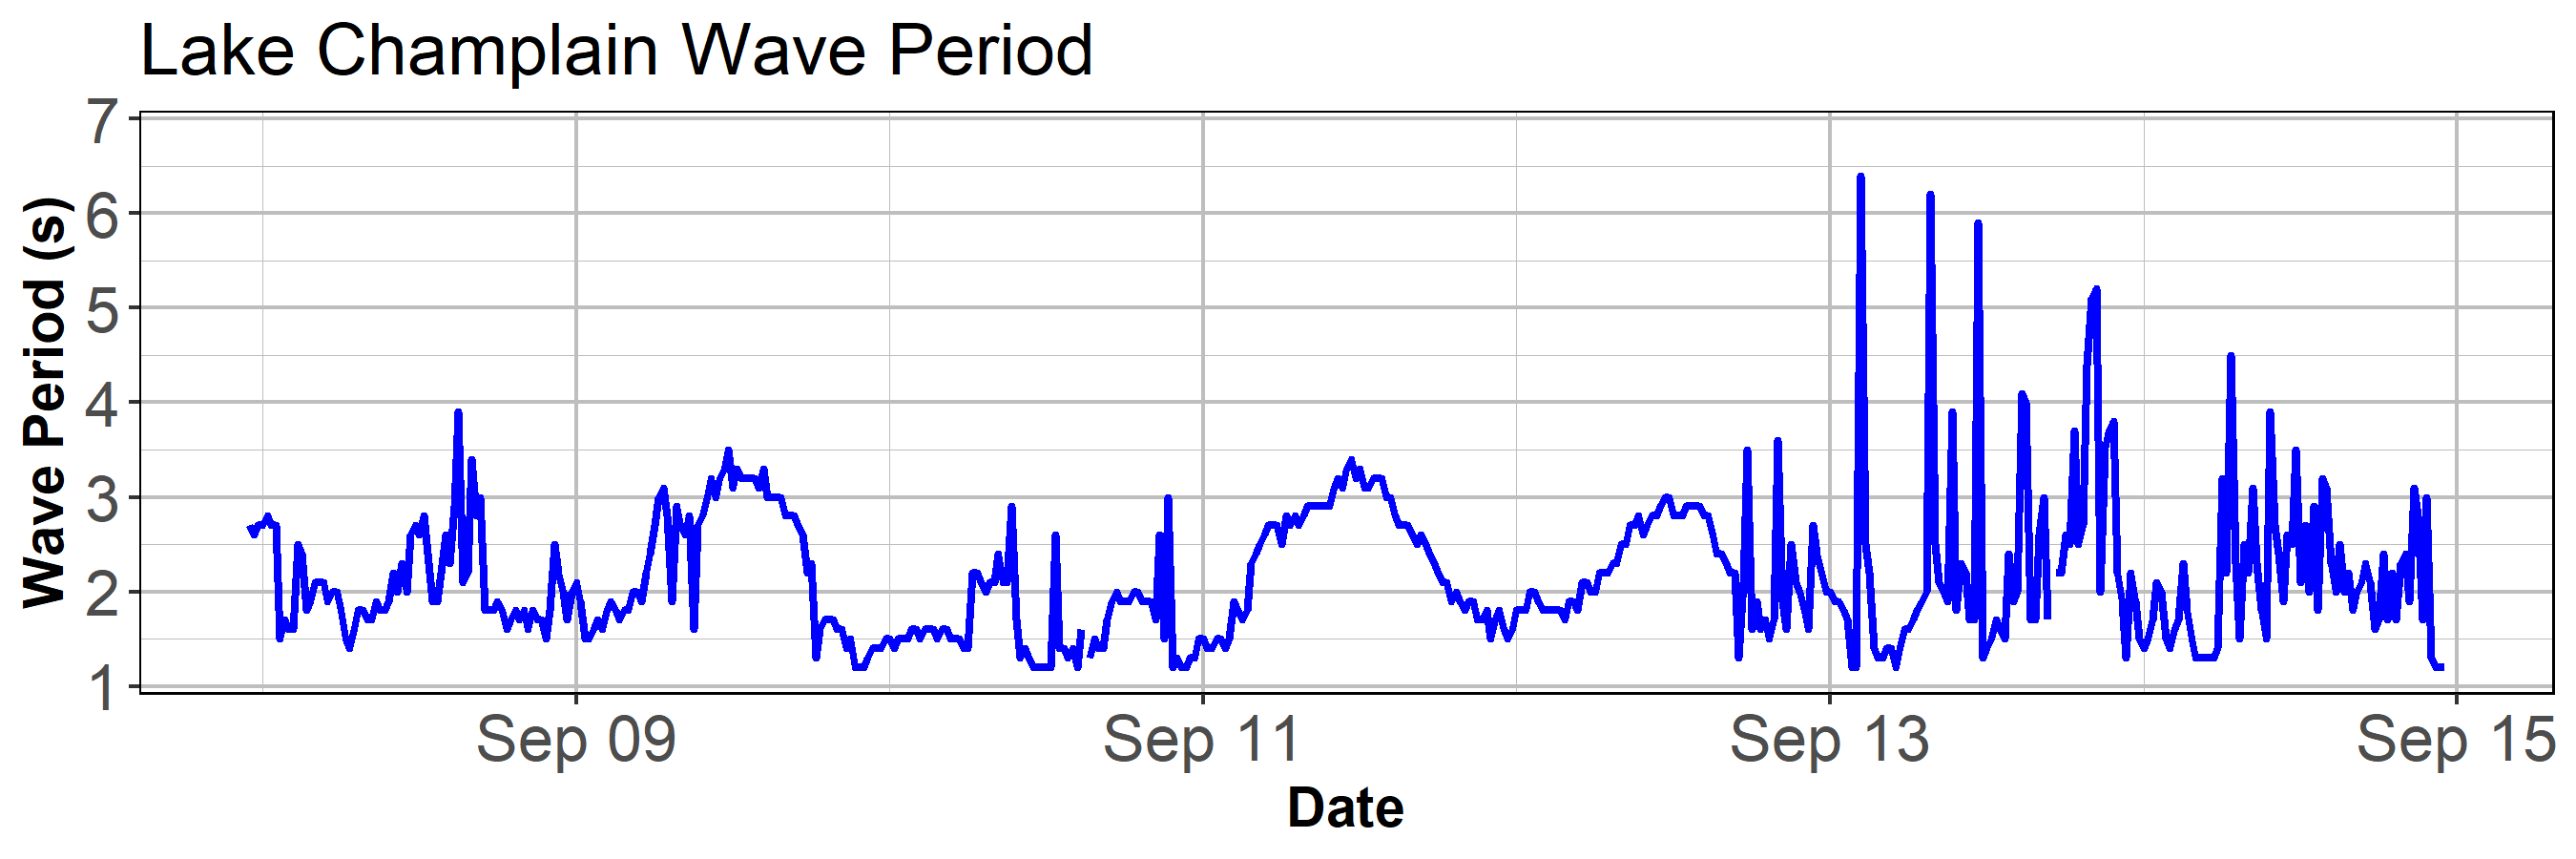 Lake Champlain Wave Period
Wave Period (s)
7
6
5
4
3
2
1
Sep 09
Sep 11
Sep 13
Sep 15
Date